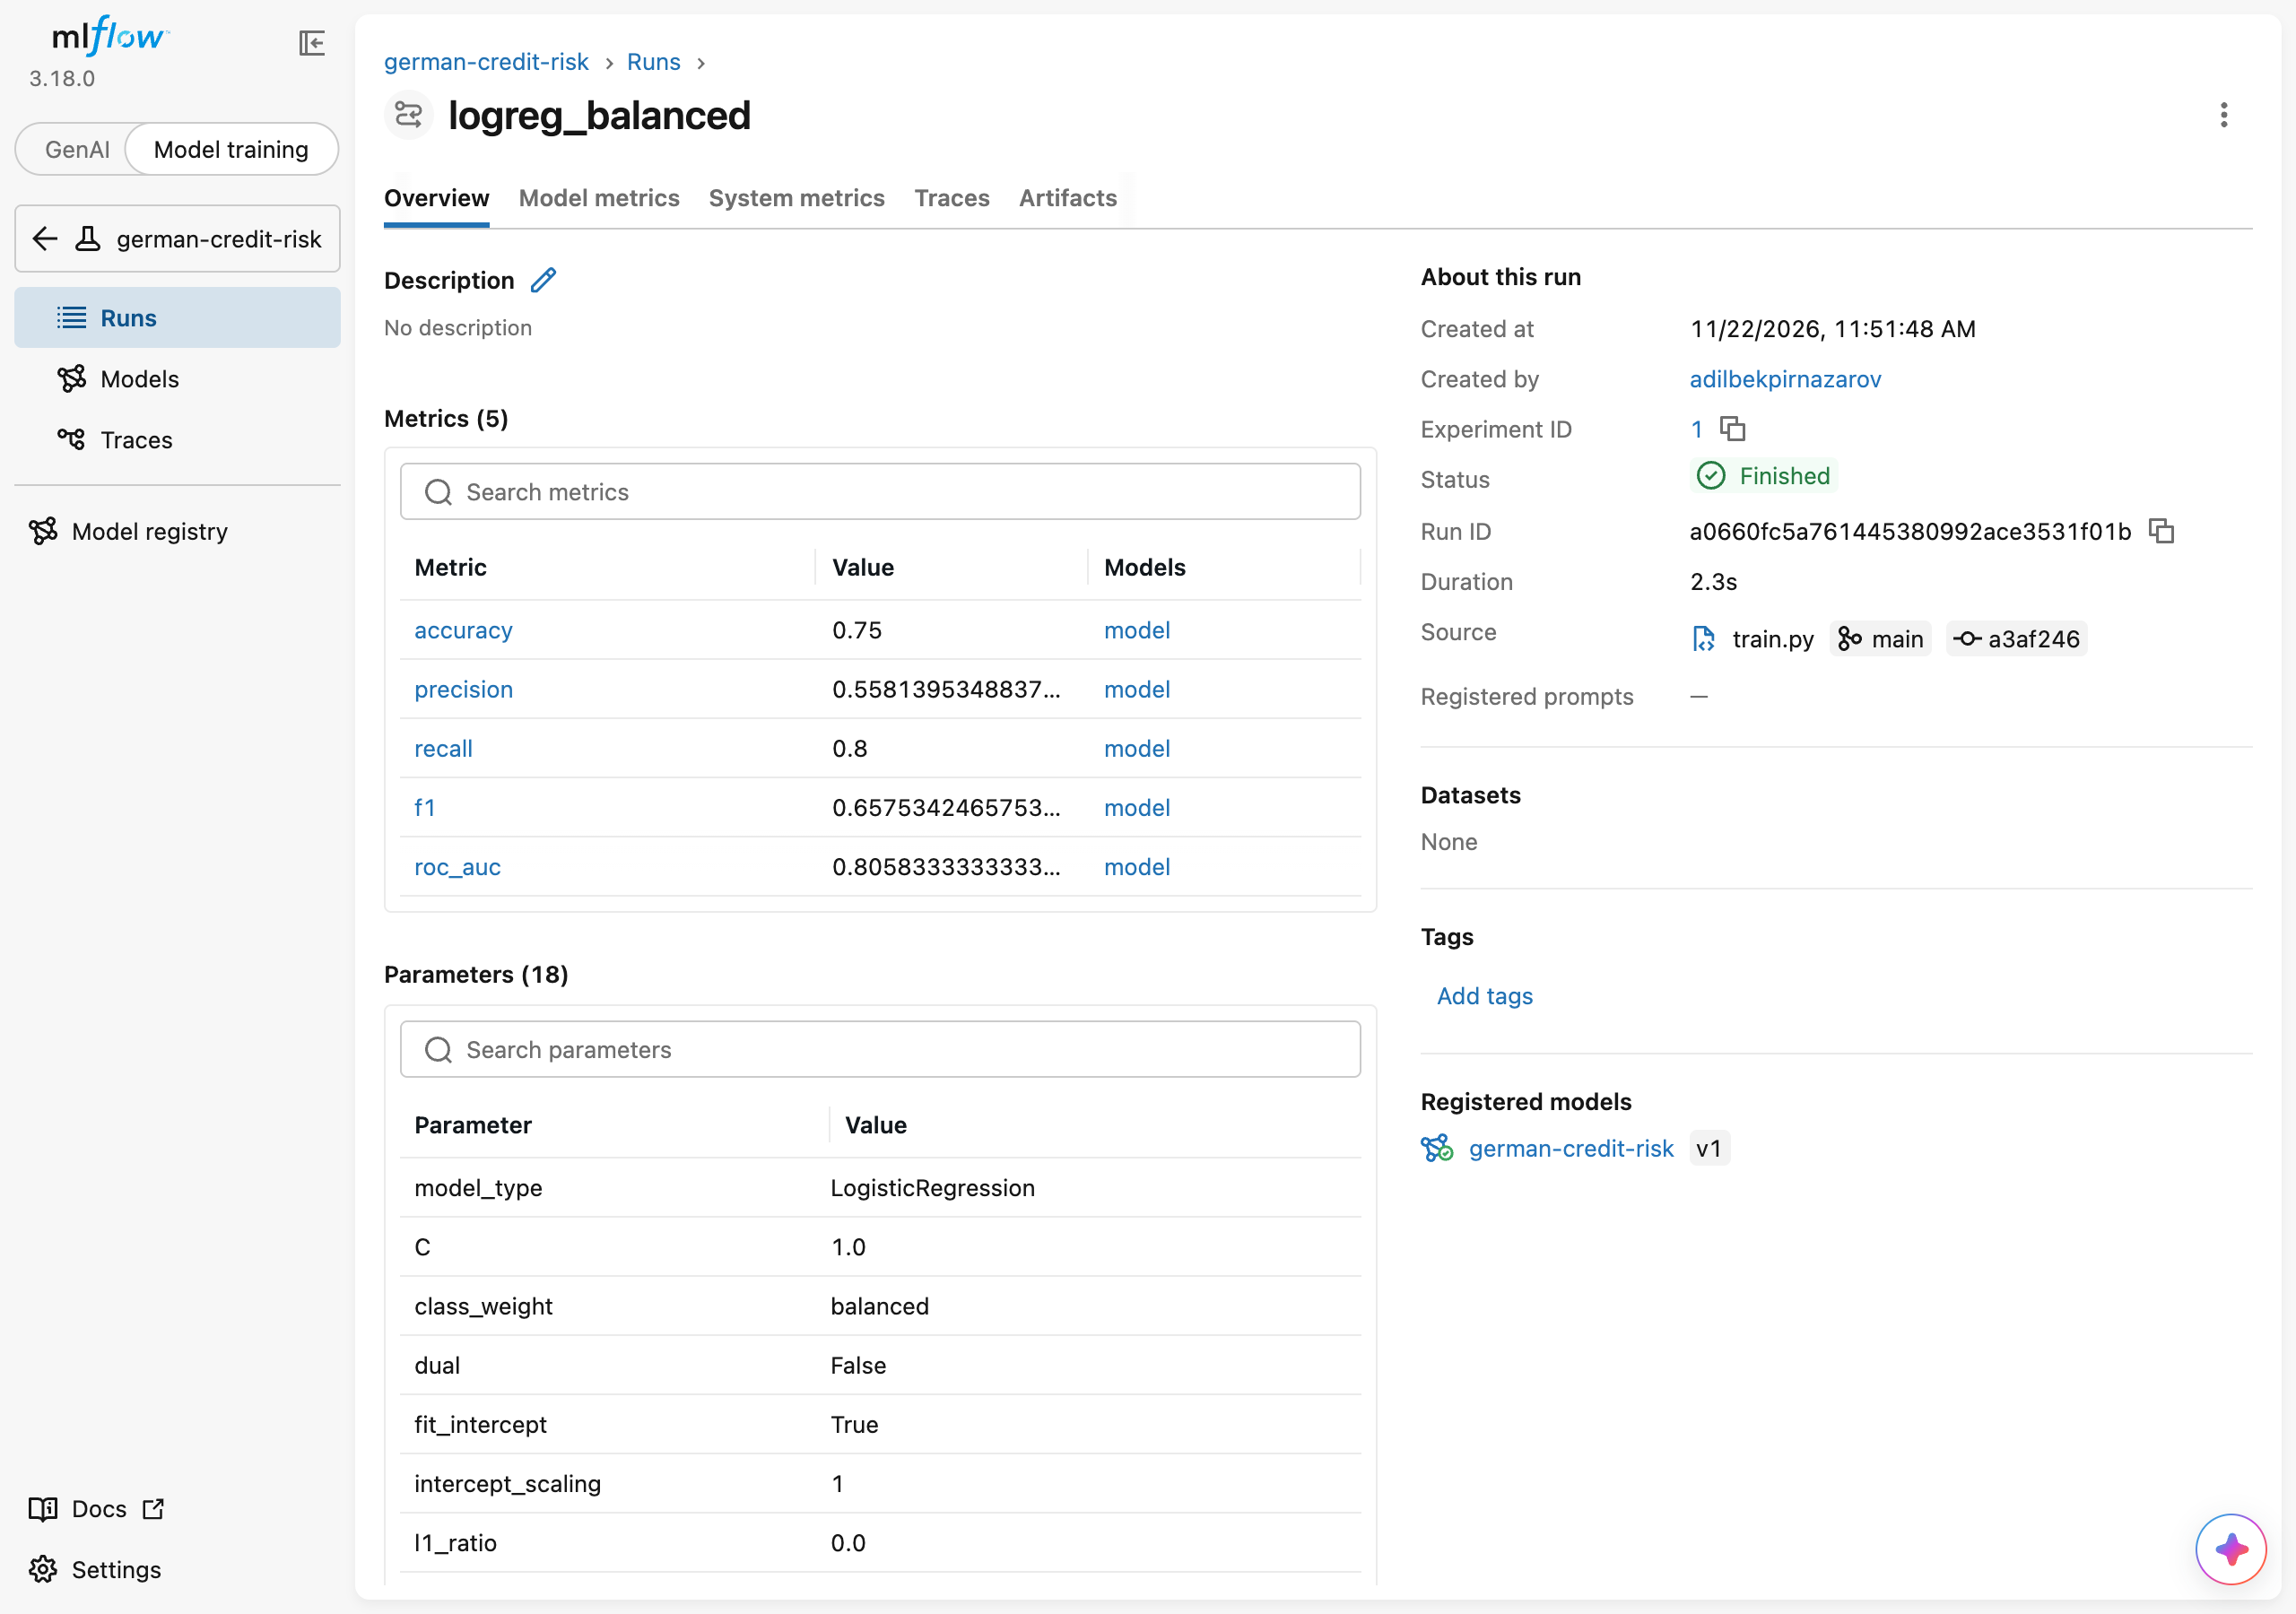 mlflow
3.18.0
GenAI
Model training
german-credit-risk
Runs
Models
Traces
Model registry
Docs
Settings
german-credit-risk > Runs >
logreg_balanced
Overview Model metrics System metrics Traces Artifacts
Description
No description
Metrics (5)
Search metrics
Metric Value Models
accuracy 0.75 model
precision 0.5581395348837... model
recall 0.8 model
f1 0.6575342465753... model
roc_auc 0.8058333333333... model
Parameters (18)
Search parameters
Parameter Value
model_type LogisticRegression
C 1.0
class_weight balanced
dual False
fit_intercept True
intercept_scaling 1
l1_ratio 0.0
About this run
Created at 11/22/2026, 11:51:48 AM
Created by adilbekpirnazarov
Experiment ID 1
Status Finished
Run ID a0660fc5a761445380992ace3531f01b
Duration 2.3s
Source train.py main a3af246
Registered prompts —
Datasets
None
Tags
Add tags
Registered models
german-credit-risk v1